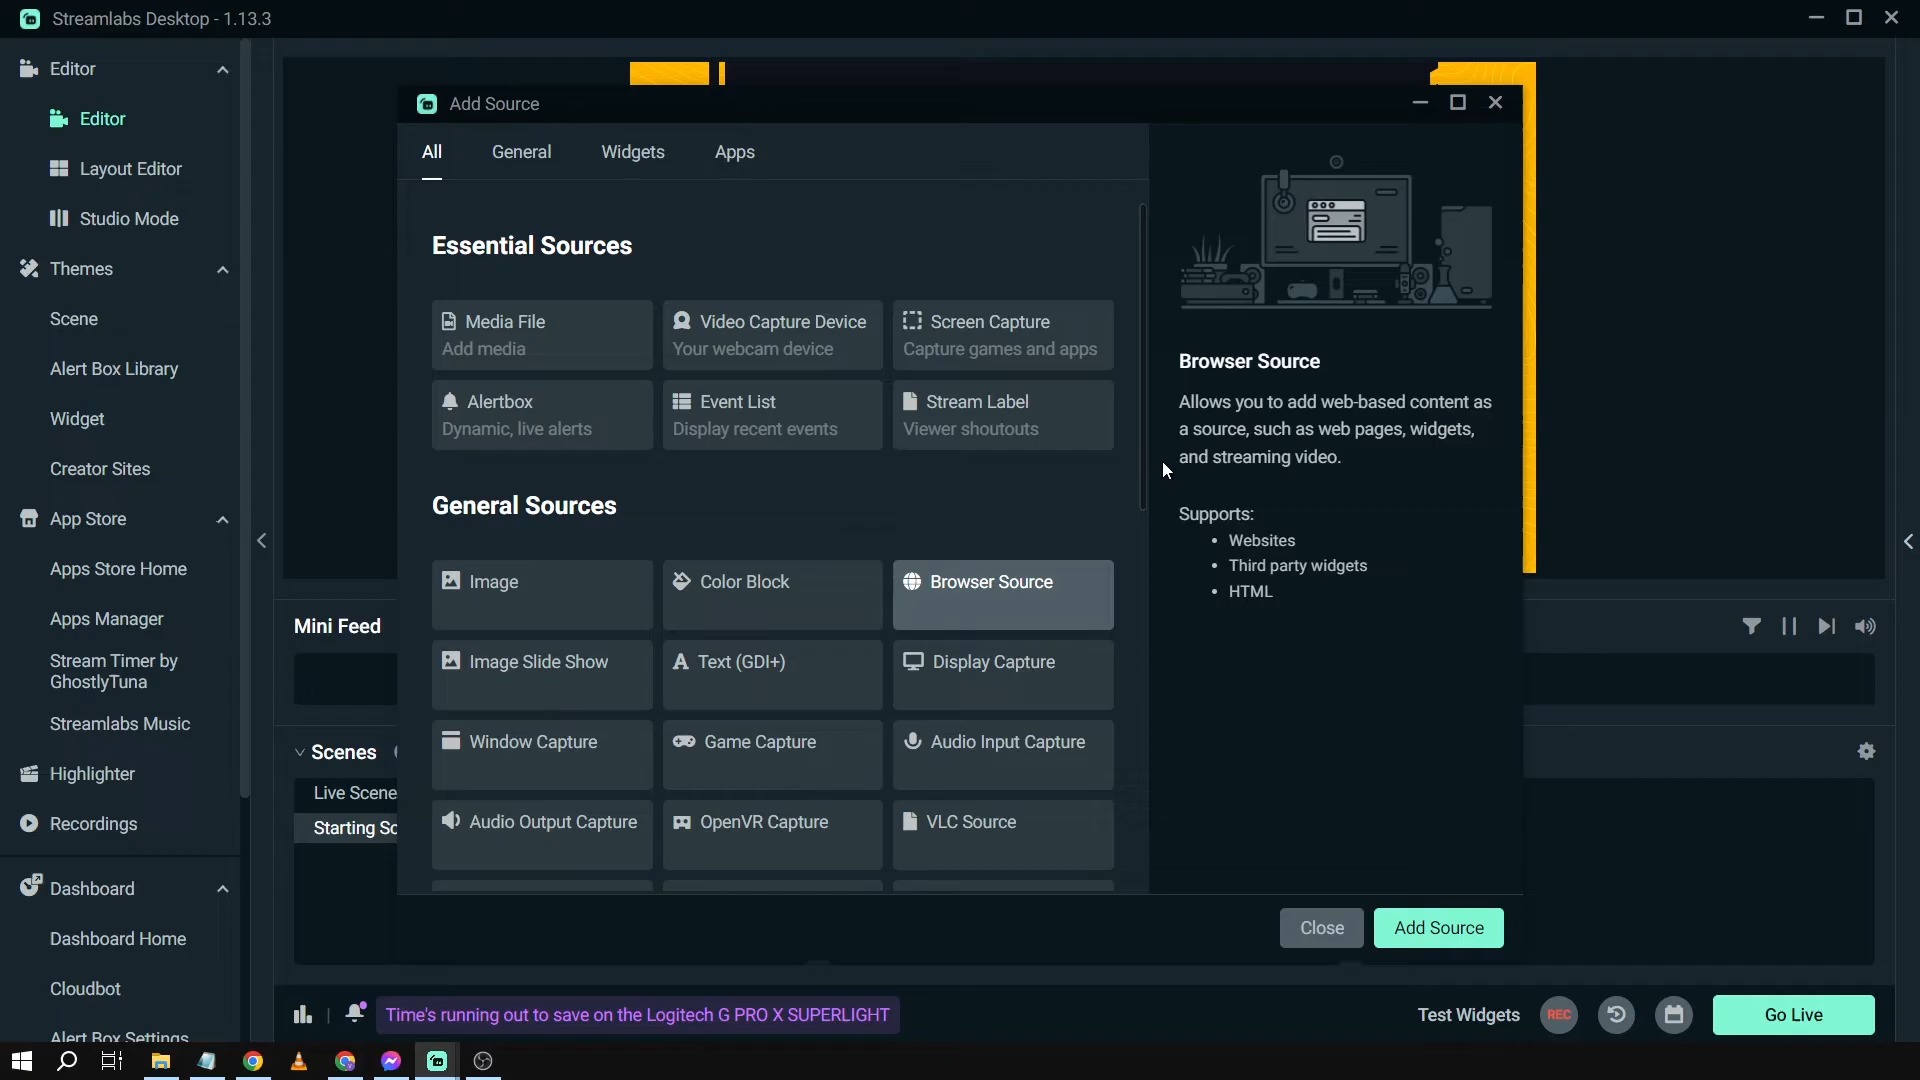 Streamlabs Desktop - 1.13.3
Editor
Editor
Layout Editor
Studio Mode
Themes
Scene
Alert Box Library
Widget
Creator Sites
App Store
Apps Store Home
Apps Manager
Stream Timer by
GhostlyTuna
Streamlabs Music
Highlighter
Recordings
Dashboard
Dashboard Home
Cloudbot
Alert Box Settings
Add Source
All
General
Widgets
Apps
Essential Sources
Media File
Add media
Video Capture Device
Your webcam device
Screen Capture
Capture games and apps
Alertbox
Dynamic, live alerts
Event List
Display recent events
Stream Label
Viewer shoutouts
General Sources
Image
Color Block
Browser Source
Image Slide Show
Text (GDI+)
Display Capture
Window Capture
Game Capture
Audio Input Capture
Audio Output Capture
OpenVR Capture
VLC Source
Browser Source
Allows you to add web-based content as
a source, such as web pages, widgets,
and streaming video.
Supports:
• Websites
• Third party widgets
• HTML
Close
Add Source
Mini Feed
Scenes
Live Scene
Starting Sc
Time's running out to save on the Logitech G PRO X SUPERLIGHT
Test Widgets
REC
Go Live